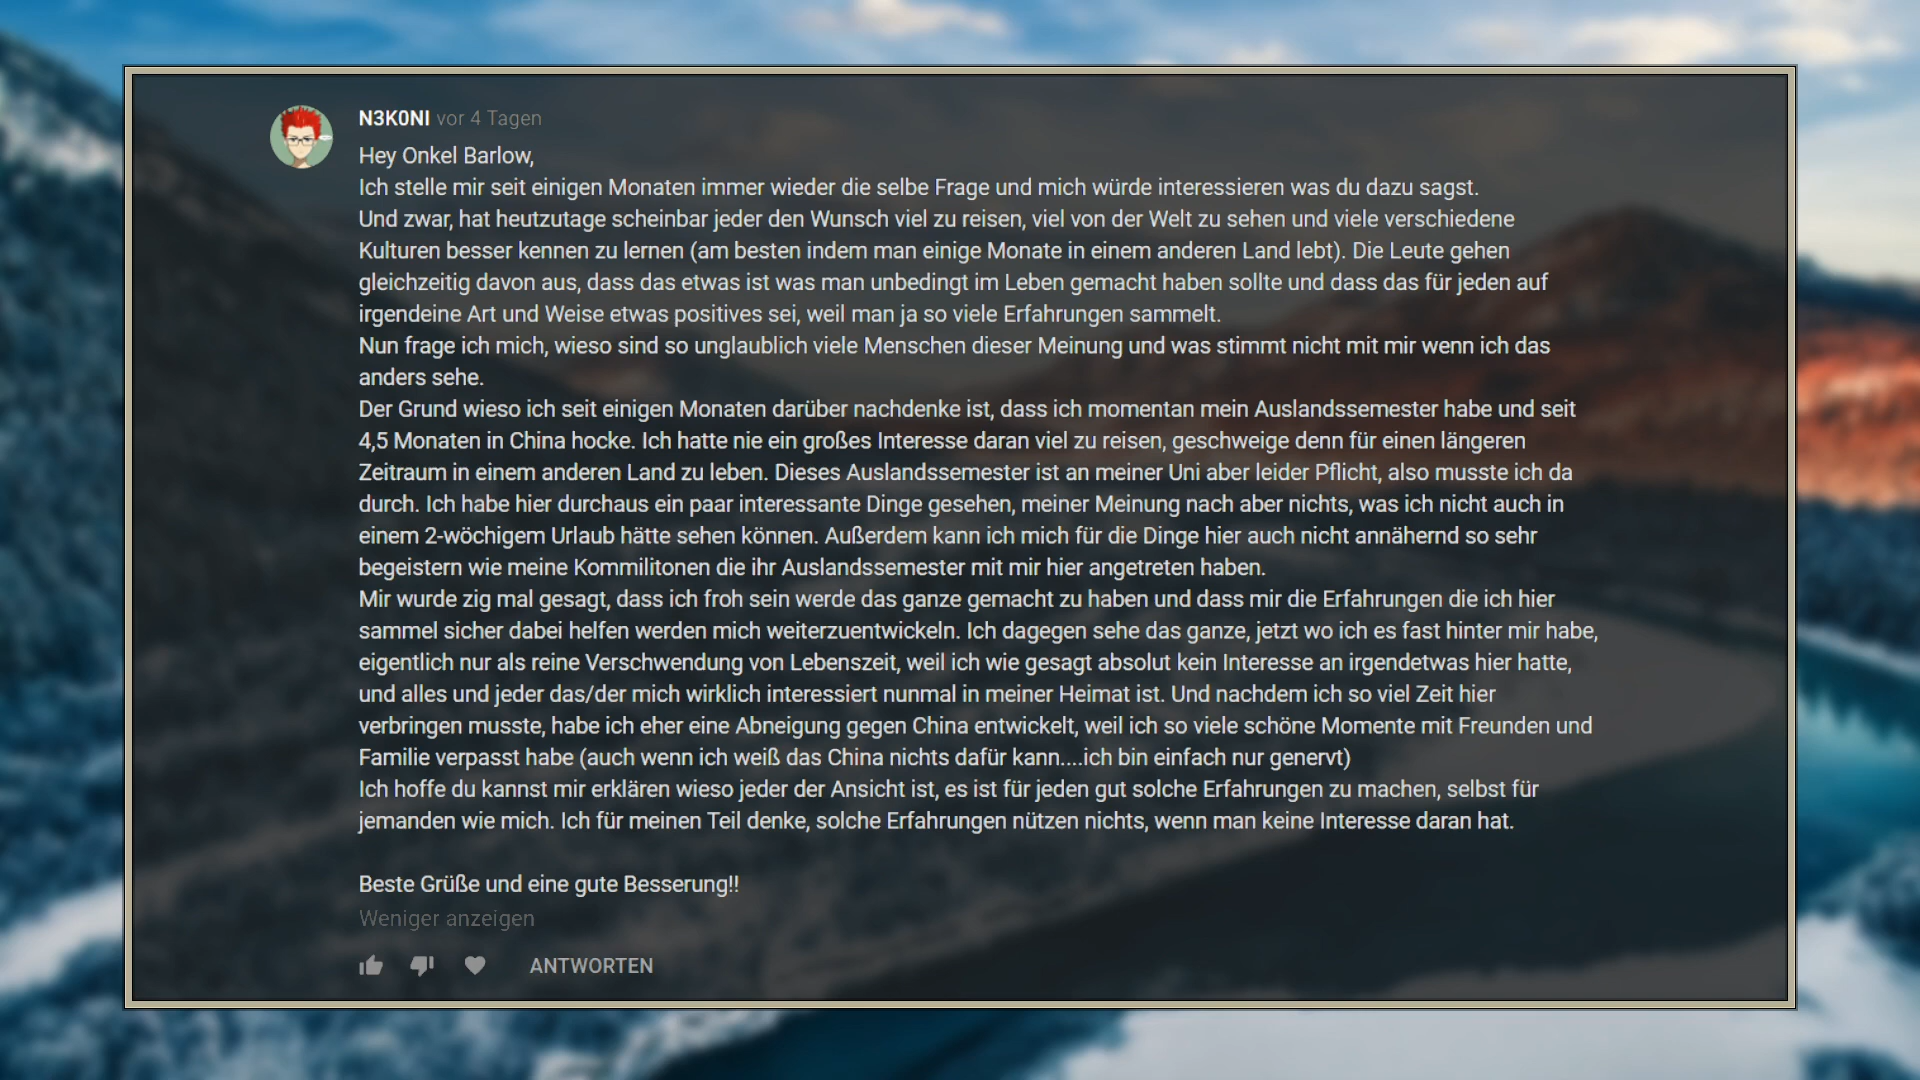 N3K0NI vor 4 Tagen
Hey Onkel Barlow,
Ich stelle mir seit einigen Monaten immer wieder die selbe Frage und mich würde interessieren was du dazu sagst.
Und zwar, hat heutzutage scheinbar jeder den Wunsch viel zu reisen, viel von der Welt zu sehen und viele verschiedene
Kulturen besser kennen zu lernen (am besten indem man einige Monate in einem anderen Land lebt). Die Leute gehen
gleichzeitig davon aus, dass das etwas ist was man unbedingt im Leben gemacht haben sollte und dass das für jeden auf
irgendeine Art und Weise etwas positives sei, weil man ja so viele Erfahrungen sammelt.
Nun frage ich mich, wieso sind so unglaublich viele Menschen dieser Meinung und was stimmt nicht mit mir wenn ich das
anders sehe.
Der Grund wieso ich seit einigen Monaten darüber nachdenke ist, dass ich momentan mein Auslandssemester habe und seit
4,5 Monaten in China hocke. Ich hatte nie ein großes Interesse daran viel zu reisen, geschweige denn für einen längeren
Zeitraum in einem anderen Land zu leben. Dieses Auslandssemester ist an meiner Uni aber leider Pflicht, also musste ich da
durch. Ich habe hier durchaus ein paar interessante Dinge gesehen, meiner Meinung nach aber nichts, was ich nicht auch in
einem 2-wöchigem Urlaub hätte sehen können. Außerdem kann ich mich für die Dinge hier auch nicht annähernd so sehr
begeistern wie meine Kommilitonen die ihr Auslandssemester mit mir hier angetreten haben.
Mir wurde zig mal gesagt, dass ich froh sein werde das ganze gemacht zu haben und dass mir die Erfahrungen die ich hier
sammel sicher dabei helfen werden mich weiterzuentwickeln. Ich dagegen sehe das ganze, jetzt wo ich es fast hinter mir habe,
eigentlich nur als reine Verschwendung von Lebenszeit, weil ich wie gesagt absolut kein Interesse an irgendetwas hier hatte,
und alles und jeder das/der mich wirklich interessiert nunmal in meiner Heimat ist. Und nachdem ich so viel Zeit hier
verbringen musste, habe ich eher eine Abneigung gegen China entwickelt, weil ich so viele schöne Momente mit Freunden und
Familie verpasst habe (auch wenn ich weiß das China nichts dafür kann....ich bin einfach nur genervt)
Ich hoffe du kannst mir erklären wieso jeder der Ansicht ist, es ist für jeden gut solche Erfahrungen zu machen, selbst für
jemanden wie mich. Ich für meinen Teil denke, solche Erfahrungen nützen nichts, wenn man keine Interesse daran hat.
Beste Grüße und eine gute Besserung!!
Weniger anzeigen
ANTWORTEN